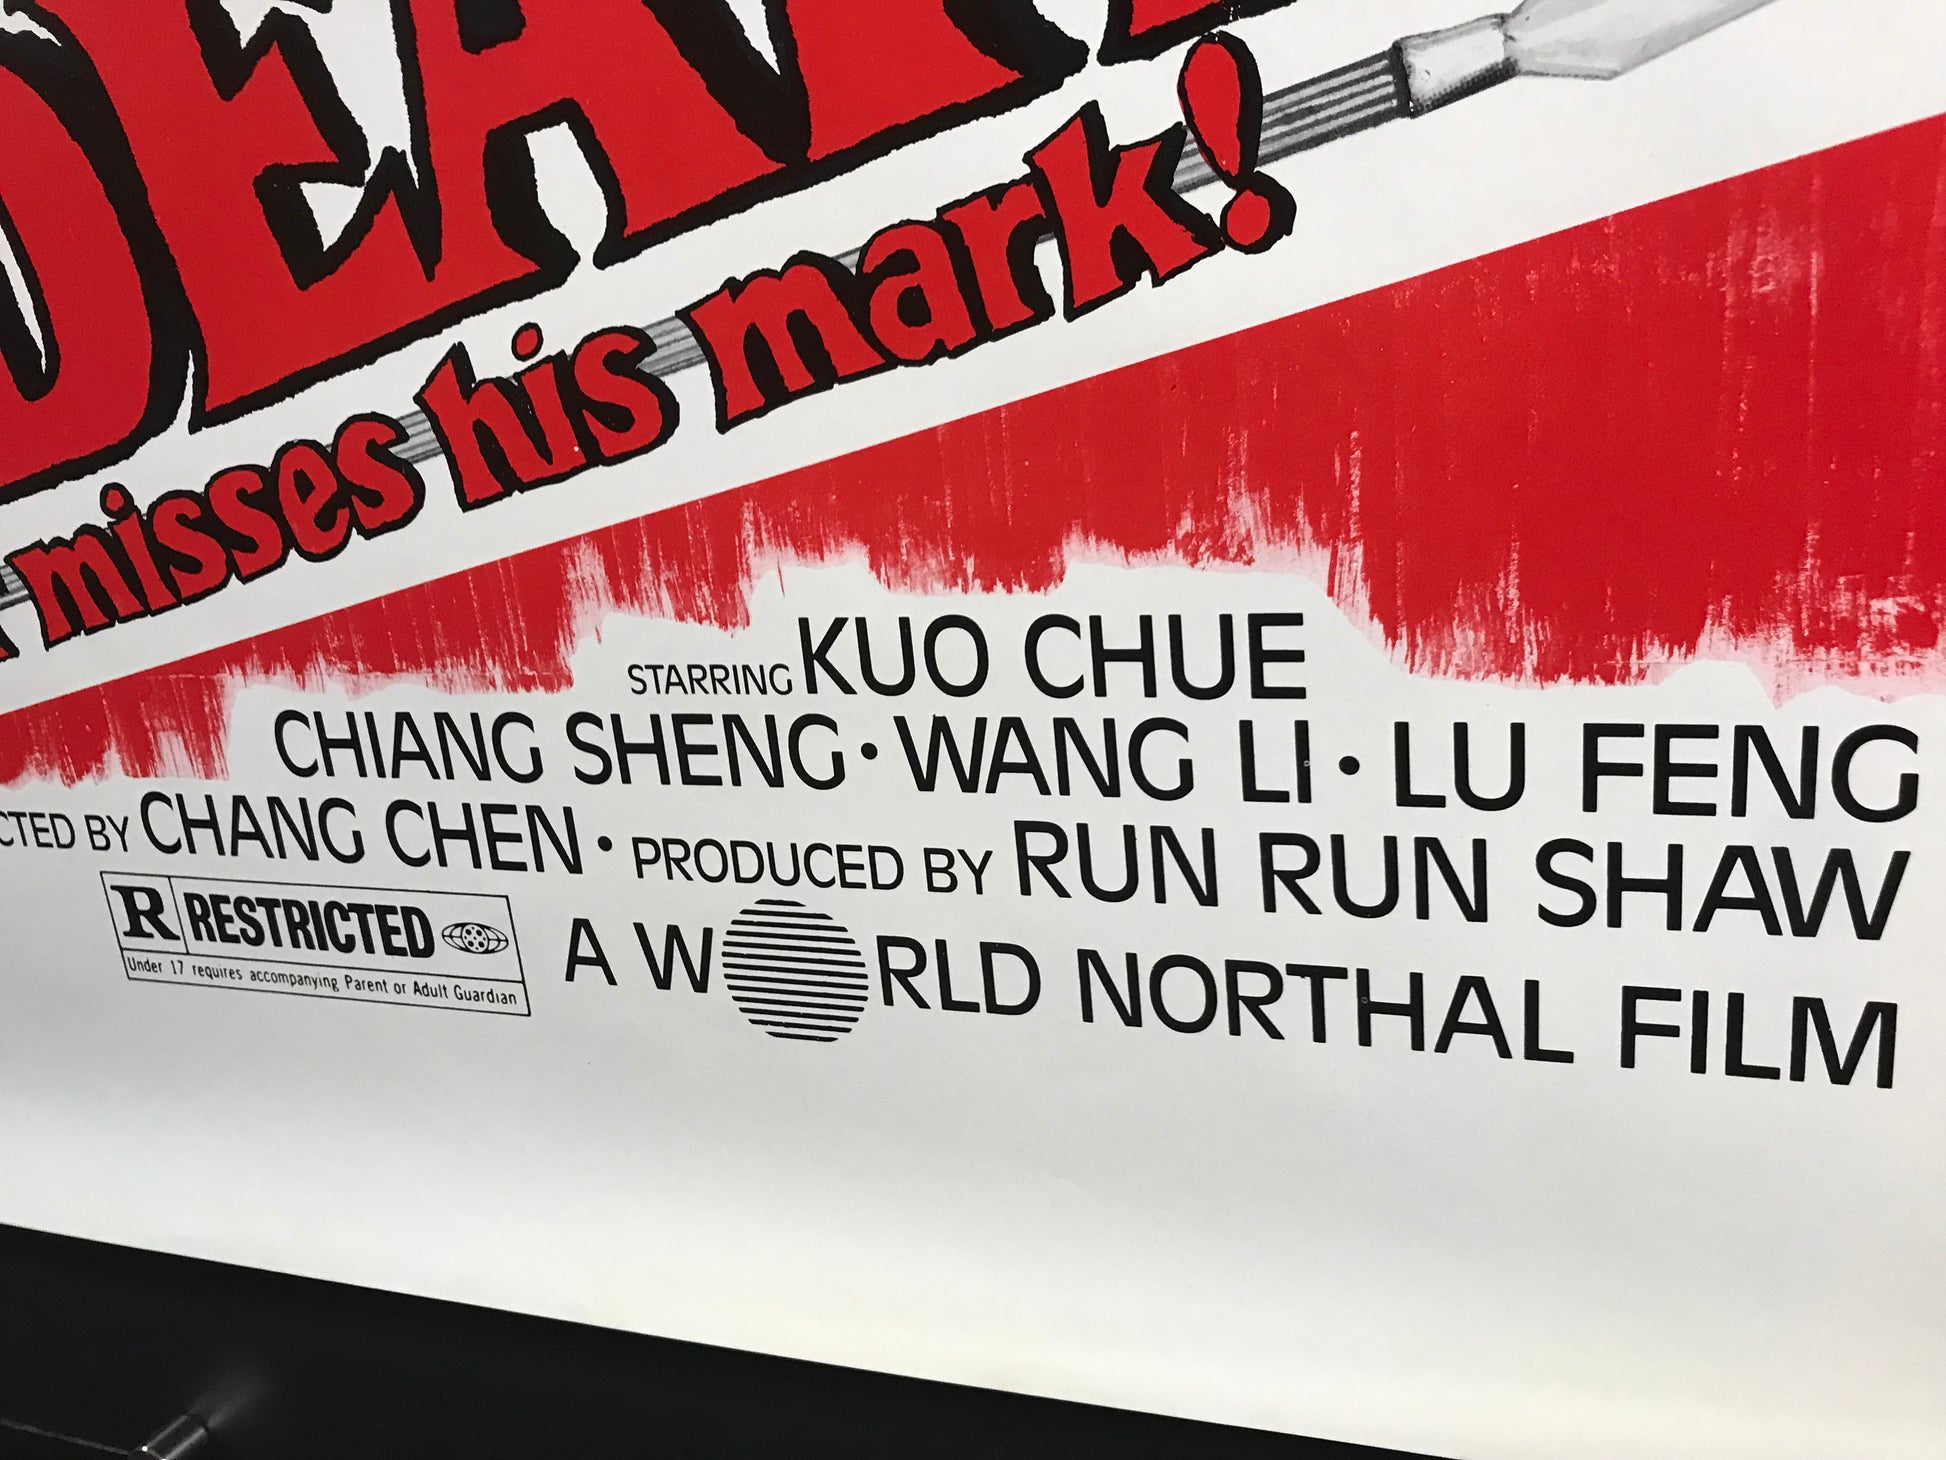 misses his mark!
STARRING KUO CHUE
CHIANG SHENG • WANG LI • LU FENG
CTED BY CHANG CHEN • PRODUCED BY RUN RUN SHAW
R RESTRICTED
Under 17 requires accompanying Parent or Adult Guardian
A WORLD NORTHAL FILM